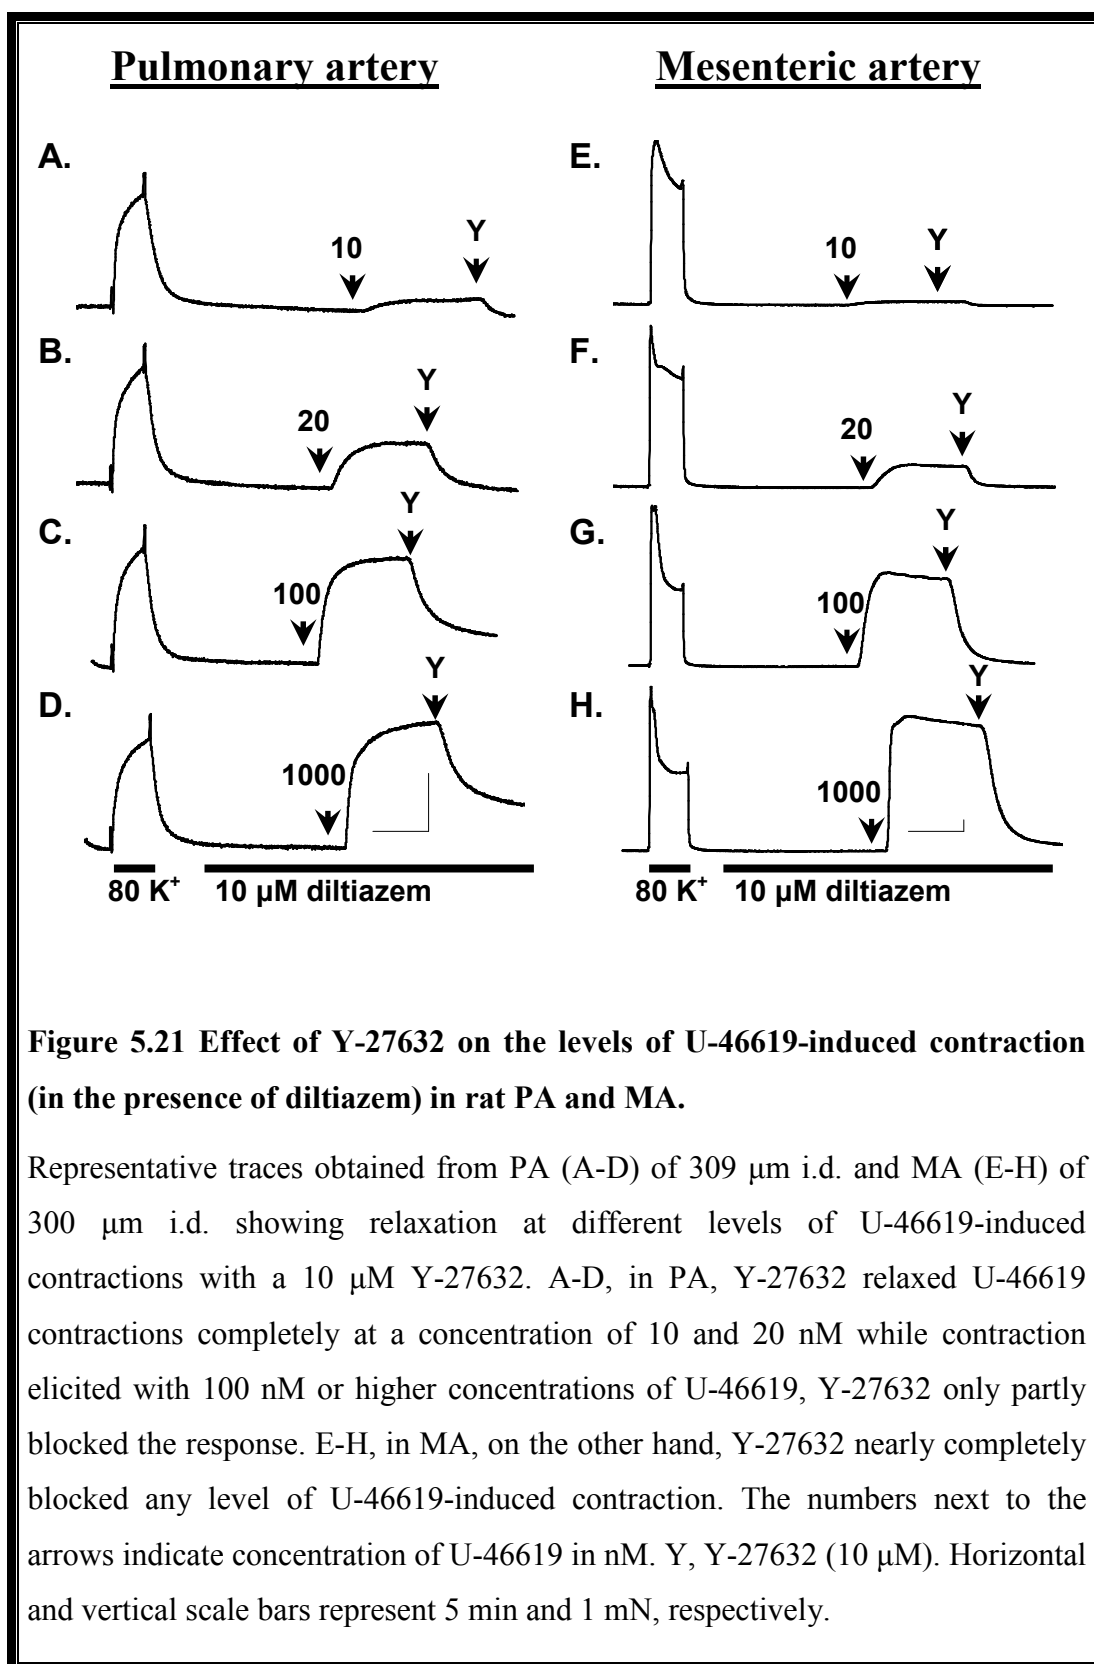 Pulmonary artery
Mesenteric artery
A.
10
Y
B.
20
Y
C.
100
Y
D.
1000
Y
80 K+
10 μM diltiazem
E.
10
Y
F.
20
Y
G.
100
Y
H.
1000
Y
80 K+
10 μM diltiazem
Figure 5.21 Effect of Y-27632 on the levels of U-46619-induced contraction
(in the presence of diltiazem) in rat PA and MA.
Representative traces obtained from PA (A-D) of 309 μm i.d. and MA (E-H) of
300 μm i.d. showing relaxation at different levels of U-46619-induced
contractions with a 10 μM Y-27632. A-D, in PA, Y-27632 relaxed U-46619
contractions completely at a concentration of 10 and 20 nM while contraction
elicited with 100 nM or higher concentrations of U-46619, Y-27632 only partly
blocked the response. E-H, in MA, on the other hand, Y-27632 nearly completely
blocked any level of U-46619-induced contraction. The numbers next to the
arrows indicate concentration of U-46619 in nM. Y, Y-27632 (10 μM). Horizontal
and vertical scale bars represent 5 min and 1 mN, respectively.